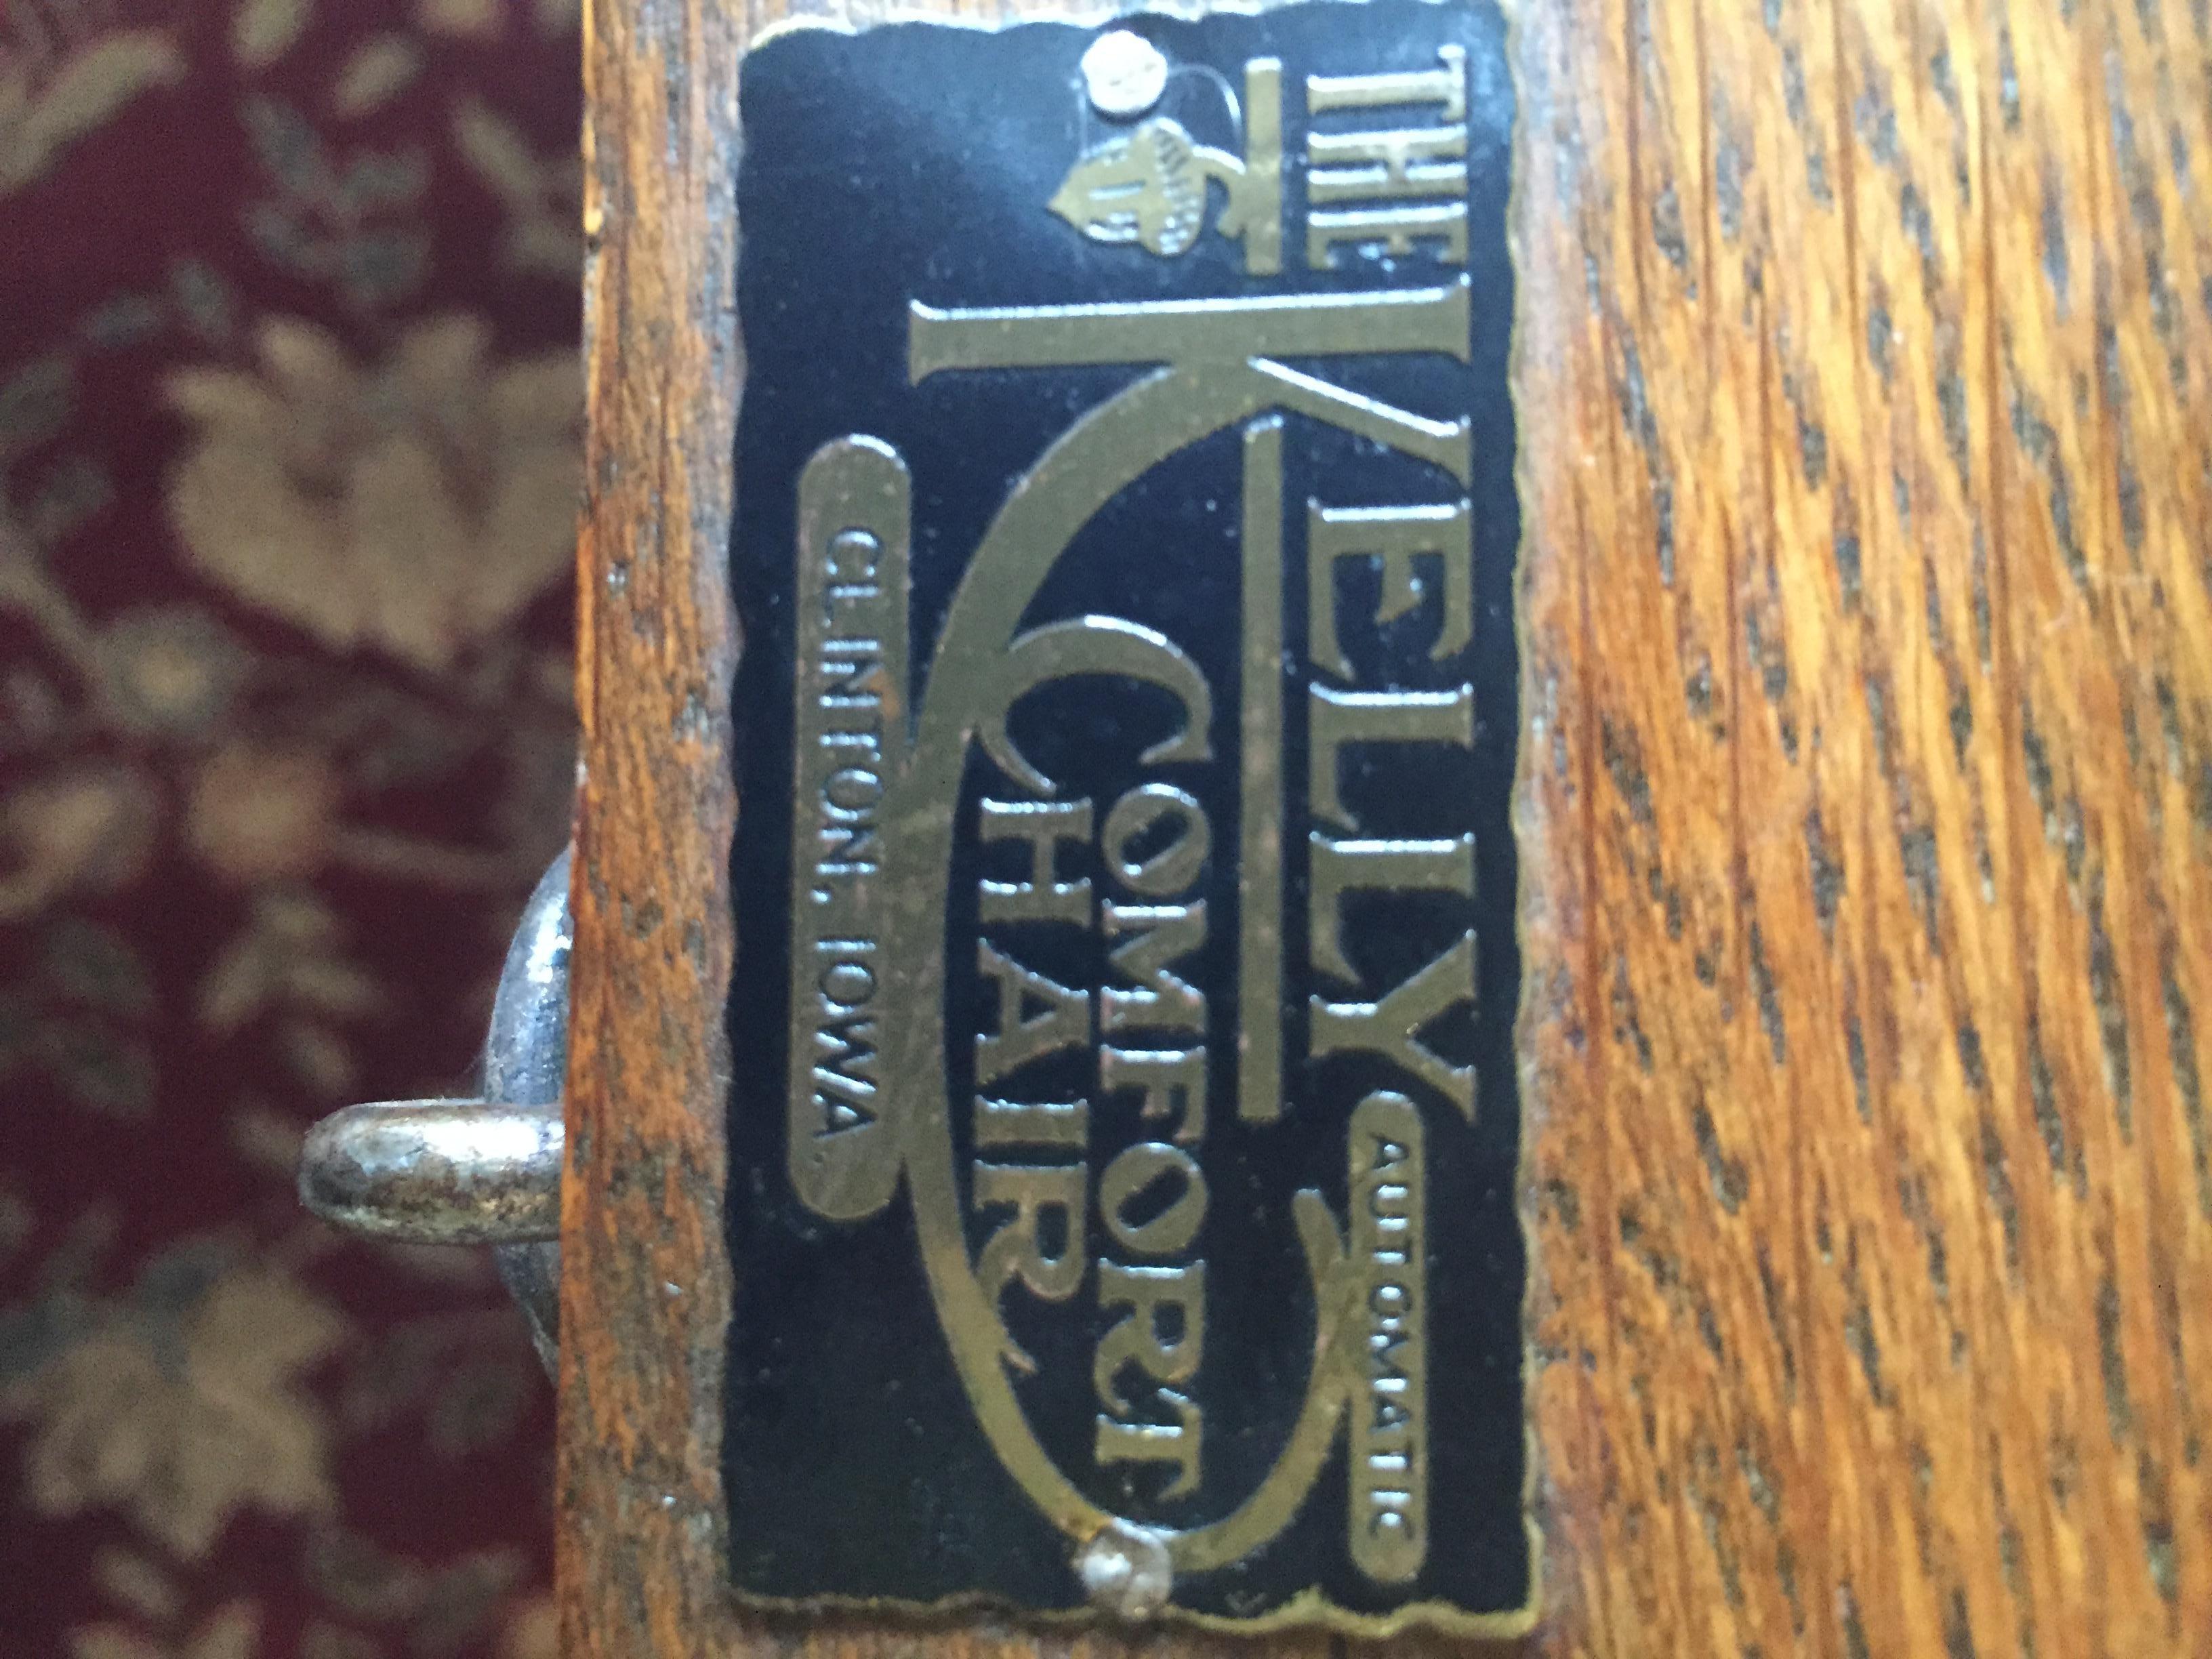 THE KELLY
AUTOMATIC
COMFORT
CHAIR
CLINTON, IOWA.